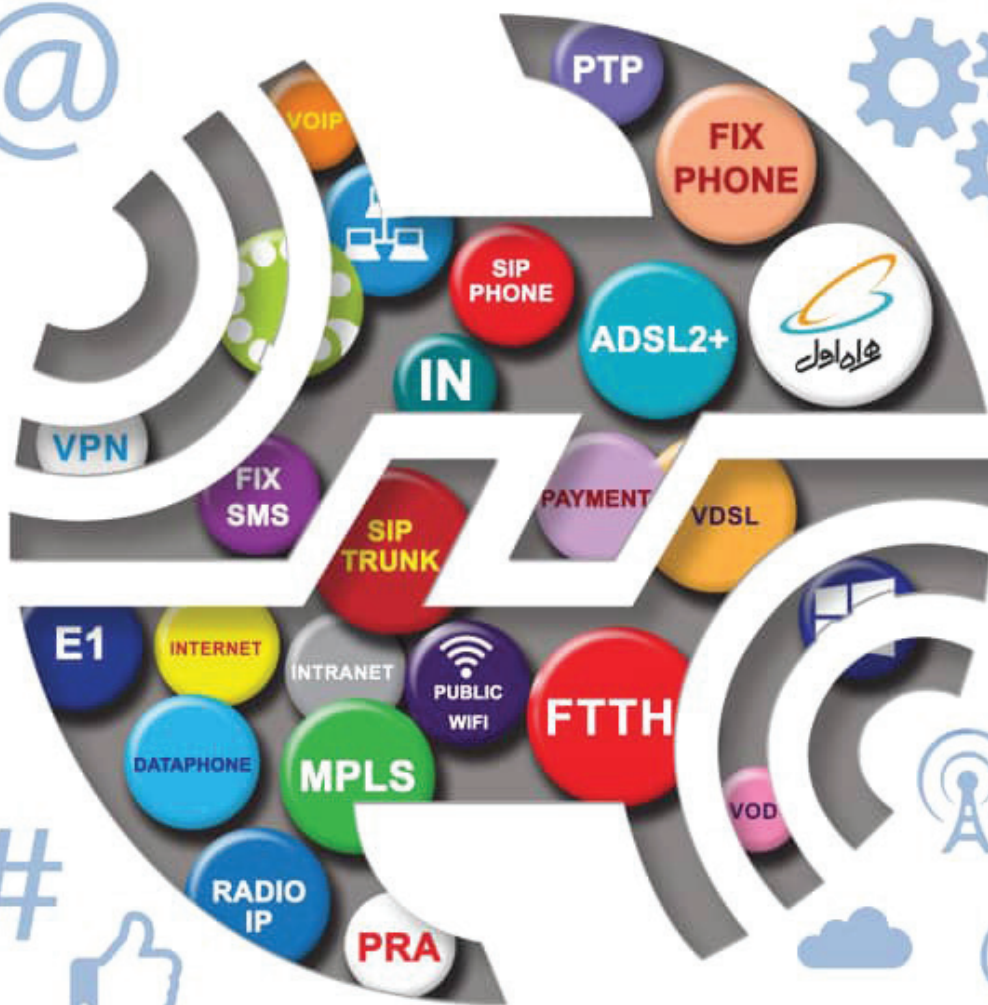 @
PTP
VOIP
FIX
PHONE
SIP
PHONE
ADSL2+
همراه اول
IN
VPN
FIX
SMS
SIP
TRUNK
PAYMENT
VDSL
E1
INTERNET
INTRANET
PUBLIC
WIFI
FTTH
DATAPHONE
MPLS
VOD
#
RADIO
IP
PRA